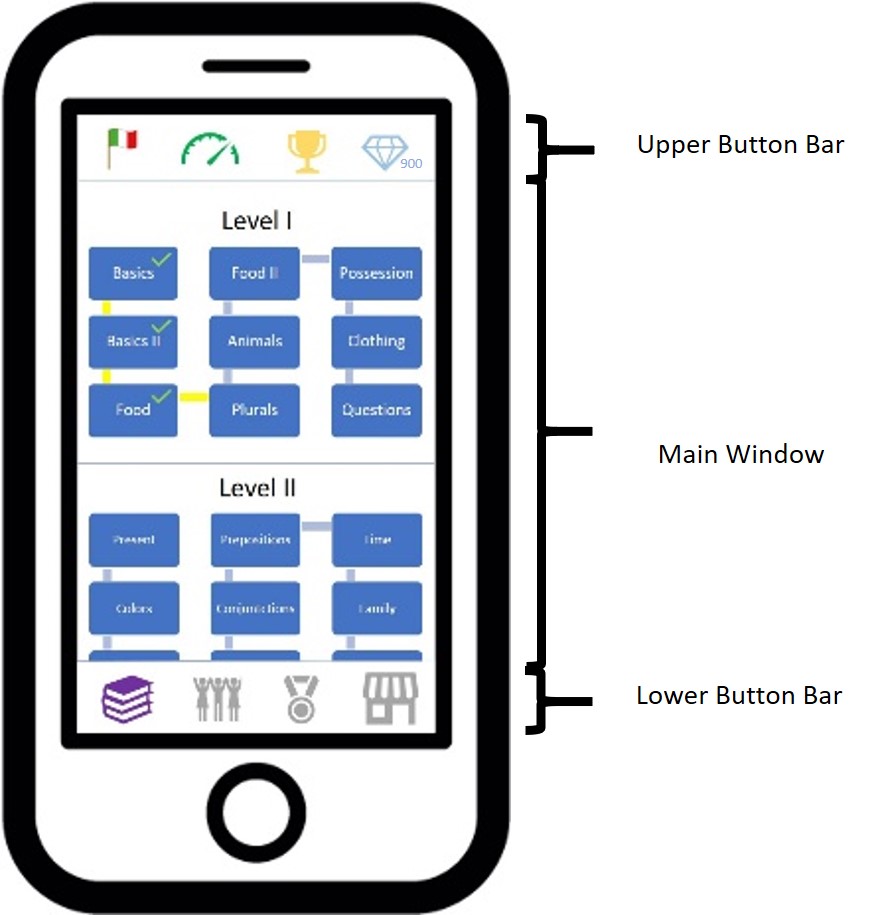 Upper Button Bar
900
Level I
Basics Food II Possession
Basics II Animals Clothing
Food Plurals Questions
Main Window
Level II
Present Prepositions Time
Colors Conjunctions Family
Lower Button Bar